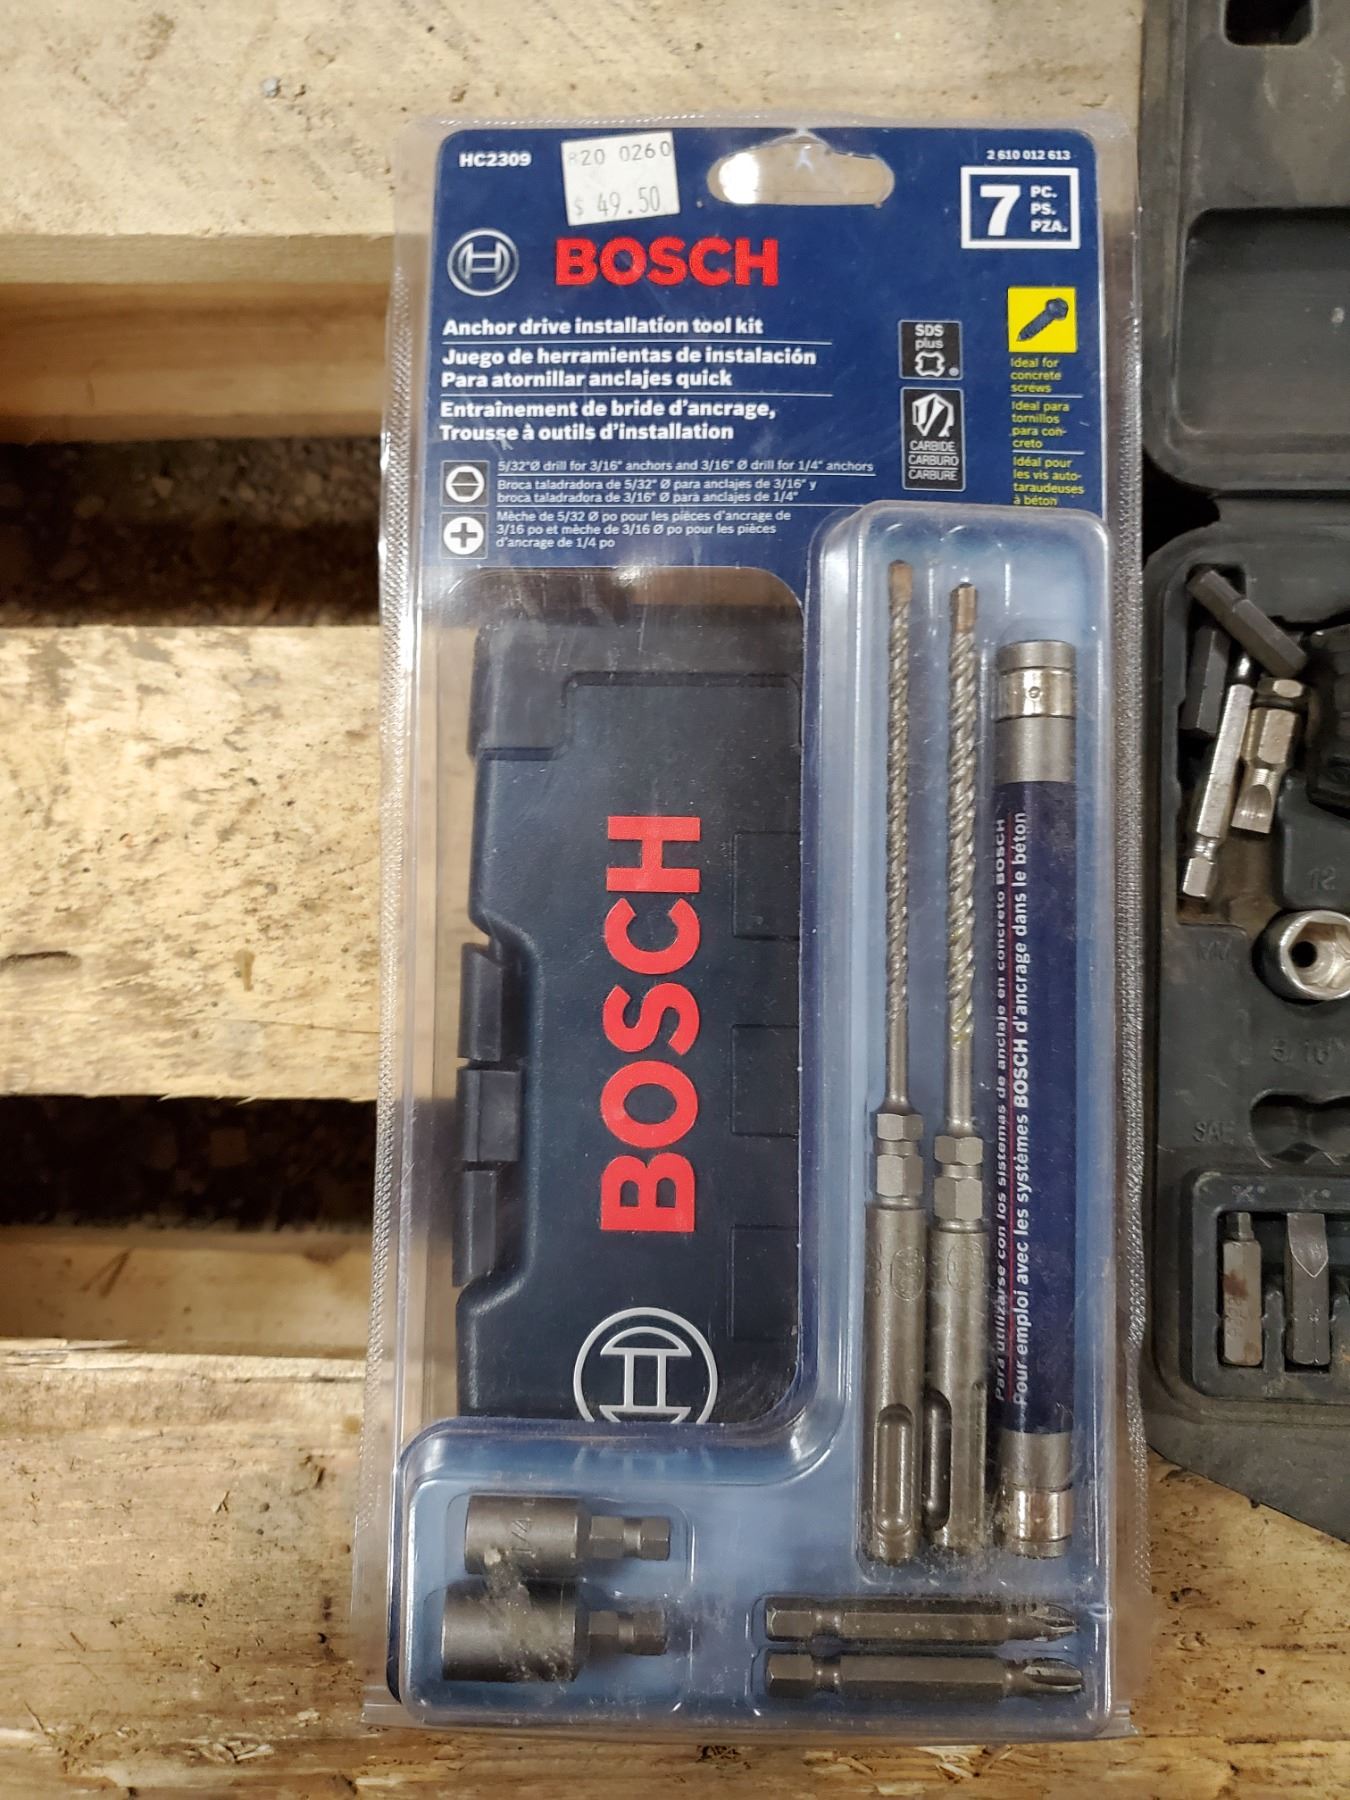 HC2309
820 0260
$ 49.50
2 610 012 613
7 PC.
PS.
PZA.
BOSCH
Anchor drive installation tool kit
Juego de herramientas de instalación
Para atornillar anclajes quick
Entraînement de bride d'ancrage,
Trousse à outils d'installation
SDS
plus
®
CARBIDE
CARBURO
CARBURE
Ideal for
concrete
screws
Ideal para
tornillos
para con-
creto
Idéal pour
les vis auto-
taraudeuses
à béton
5/32"Ø drill for 3/16" anchors and 3/16" Ø drill for 1/4" anchors
Broca taladradora de 5/32" Ø para anclajes de 3/16" y
broca taladradora de 3/16" Ø para anclajes de 1/4"
Mèche de 5/32 Ø po pour les pièces d'ancrage de
3/16 po et mèche de 3/16 Ø po pour les pièces
d'ancrage de 1/4 po
BOSCH
Para utilizarse con los sistemas de anclaje en concreto BOSCH
Pour emploi avec les systèmes BOSCH d'ancrage dans le béton
1/4
12
5/16
SAE